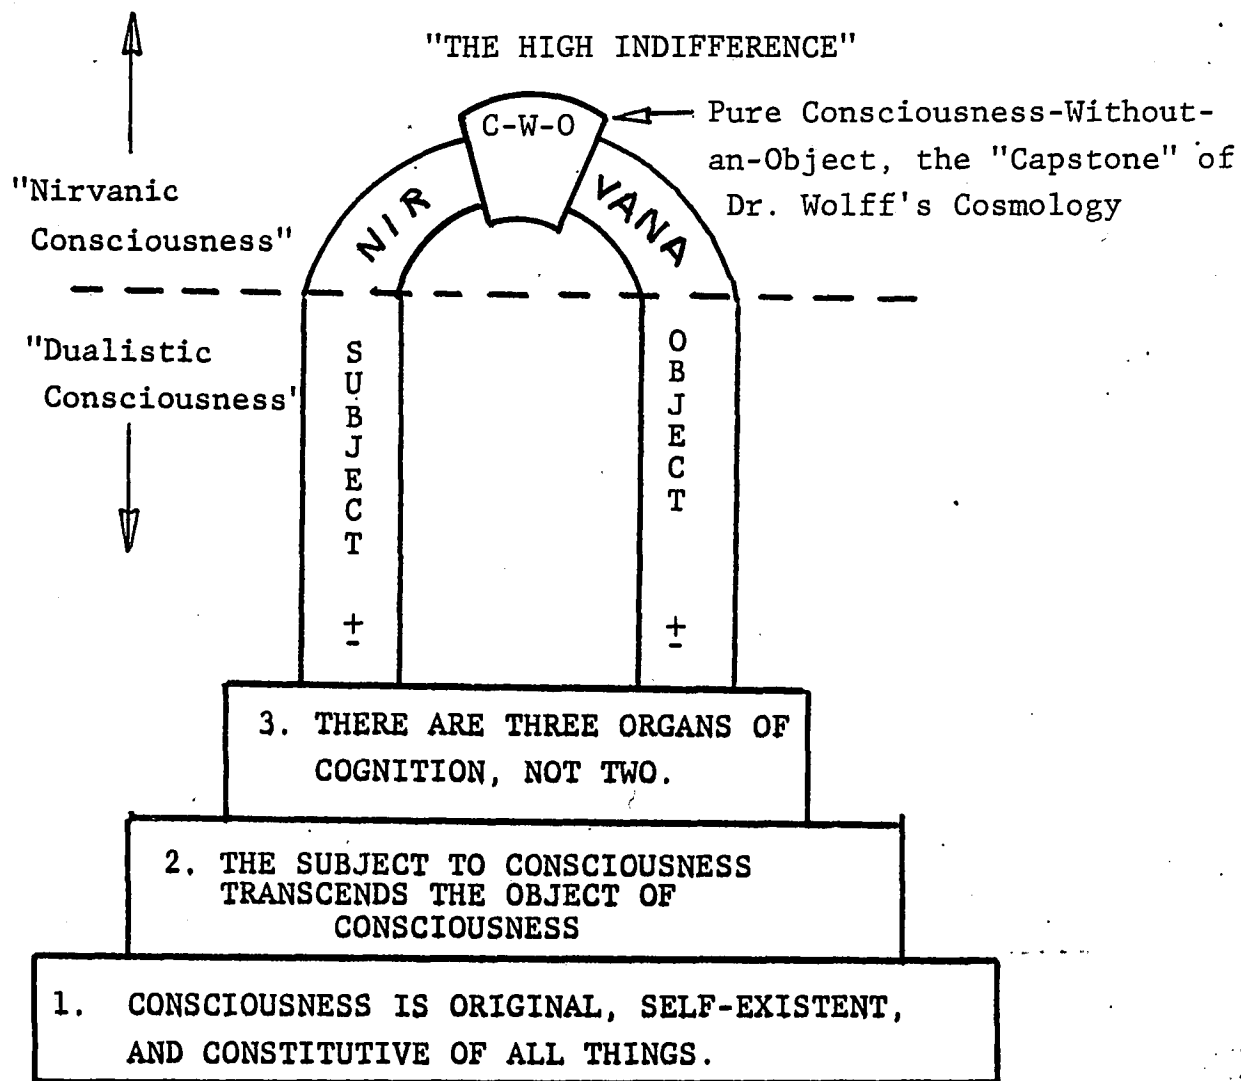 "THE HIGH INDIFFERENCE"
C-W-O
Pure Consciousness-Without-
an-Object, the "Capstone" of
Dr. Wolff's Cosmology
"Nirvanic
Consciousness"
NIR
VANA
"Dualistic
Consciousness'
SUBJECT
±
OBJECT
±
3. THERE ARE THREE ORGANS OF
COGNITION, NOT TWO.
2. THE SUBJECT TO CONSCIOUSNESS
TRANSCENDS THE OBJECT OF
CONSCIOUSNESS
1. CONSCIOUSNESS IS ORIGINAL, SELF-EXISTENT,
AND CONSTITUTIVE OF ALL THINGS.